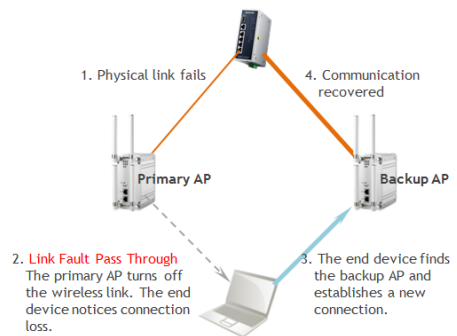 1. Physical link fails
4. Communication
recovered
Primary AP
Backup AP
2. Link Fault Pass Through
The primary AP turns off
the wireless link. The end
device notices connection
loss.
3. The end device finds
the backup AP and
establishes a new
connection.